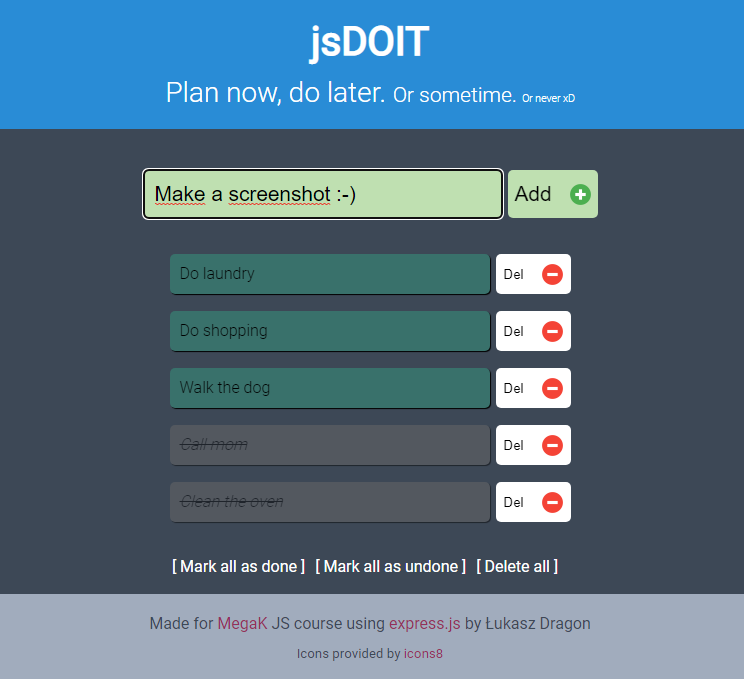 jsDOIT
Plan now, do later. Or sometime. Or never xD
Make a screenshot :-)
Add
Do laundry
Del
Do shopping
Del
Walk the dog
Del
Call mom
Del
Clean the oven
Del
[ Mark all as done ] [ Mark all as undone ] [ Delete all ]
Made for MegaK JS course using express.js by Łukasz Dragon
Icons provided by icons8